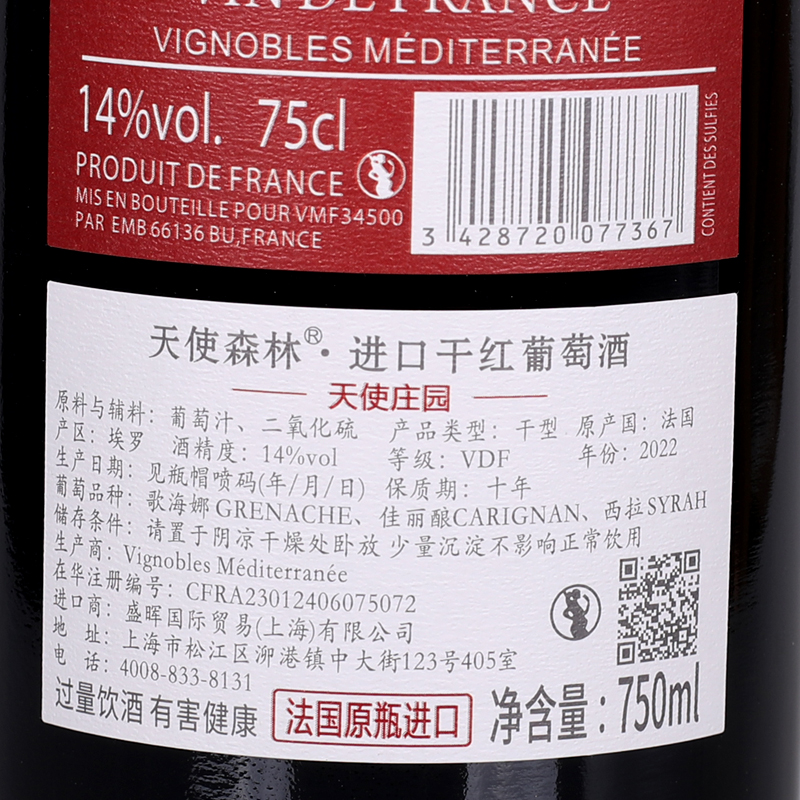 VIN DE FRANCE
VIGNOBLES MÉDITERRANÉE
14%vol. 75cl
PRODUIT DE FRANCE
MIS EN BOUTEILLE POUR VMF34500
PAR EMB 66136 BU,FRANCE
3 428720 077367
CONTIENT DES SULFIES
天使森林®·进口干红葡萄酒
天使庄园
原料与辅料：葡萄汁、二氧化硫 产品类型：干型 原产国：法国
产区：埃罗 酒精度：14%vol 等级：VDF 年份：2022
生产日期：见瓶帽喷码(年/月/日) 保质期：十年
葡萄品种：歌海娜GRENACHE、佳丽酿CARIGNAN、西拉SYRAH
储存条件：请置于阴凉干燥处卧放 少量沉淀不影响正常饮用
生产商：Vignobles Méditerranée
在华注册编号：CFRA23012406075072
进口商：盛晖国际贸易(上海)有限公司
地 址：上海市松江区泖港镇中大街123号405室
电 话：4008-833-8131
过量饮酒 有害健康 法国原瓶进口 净含量：750ml